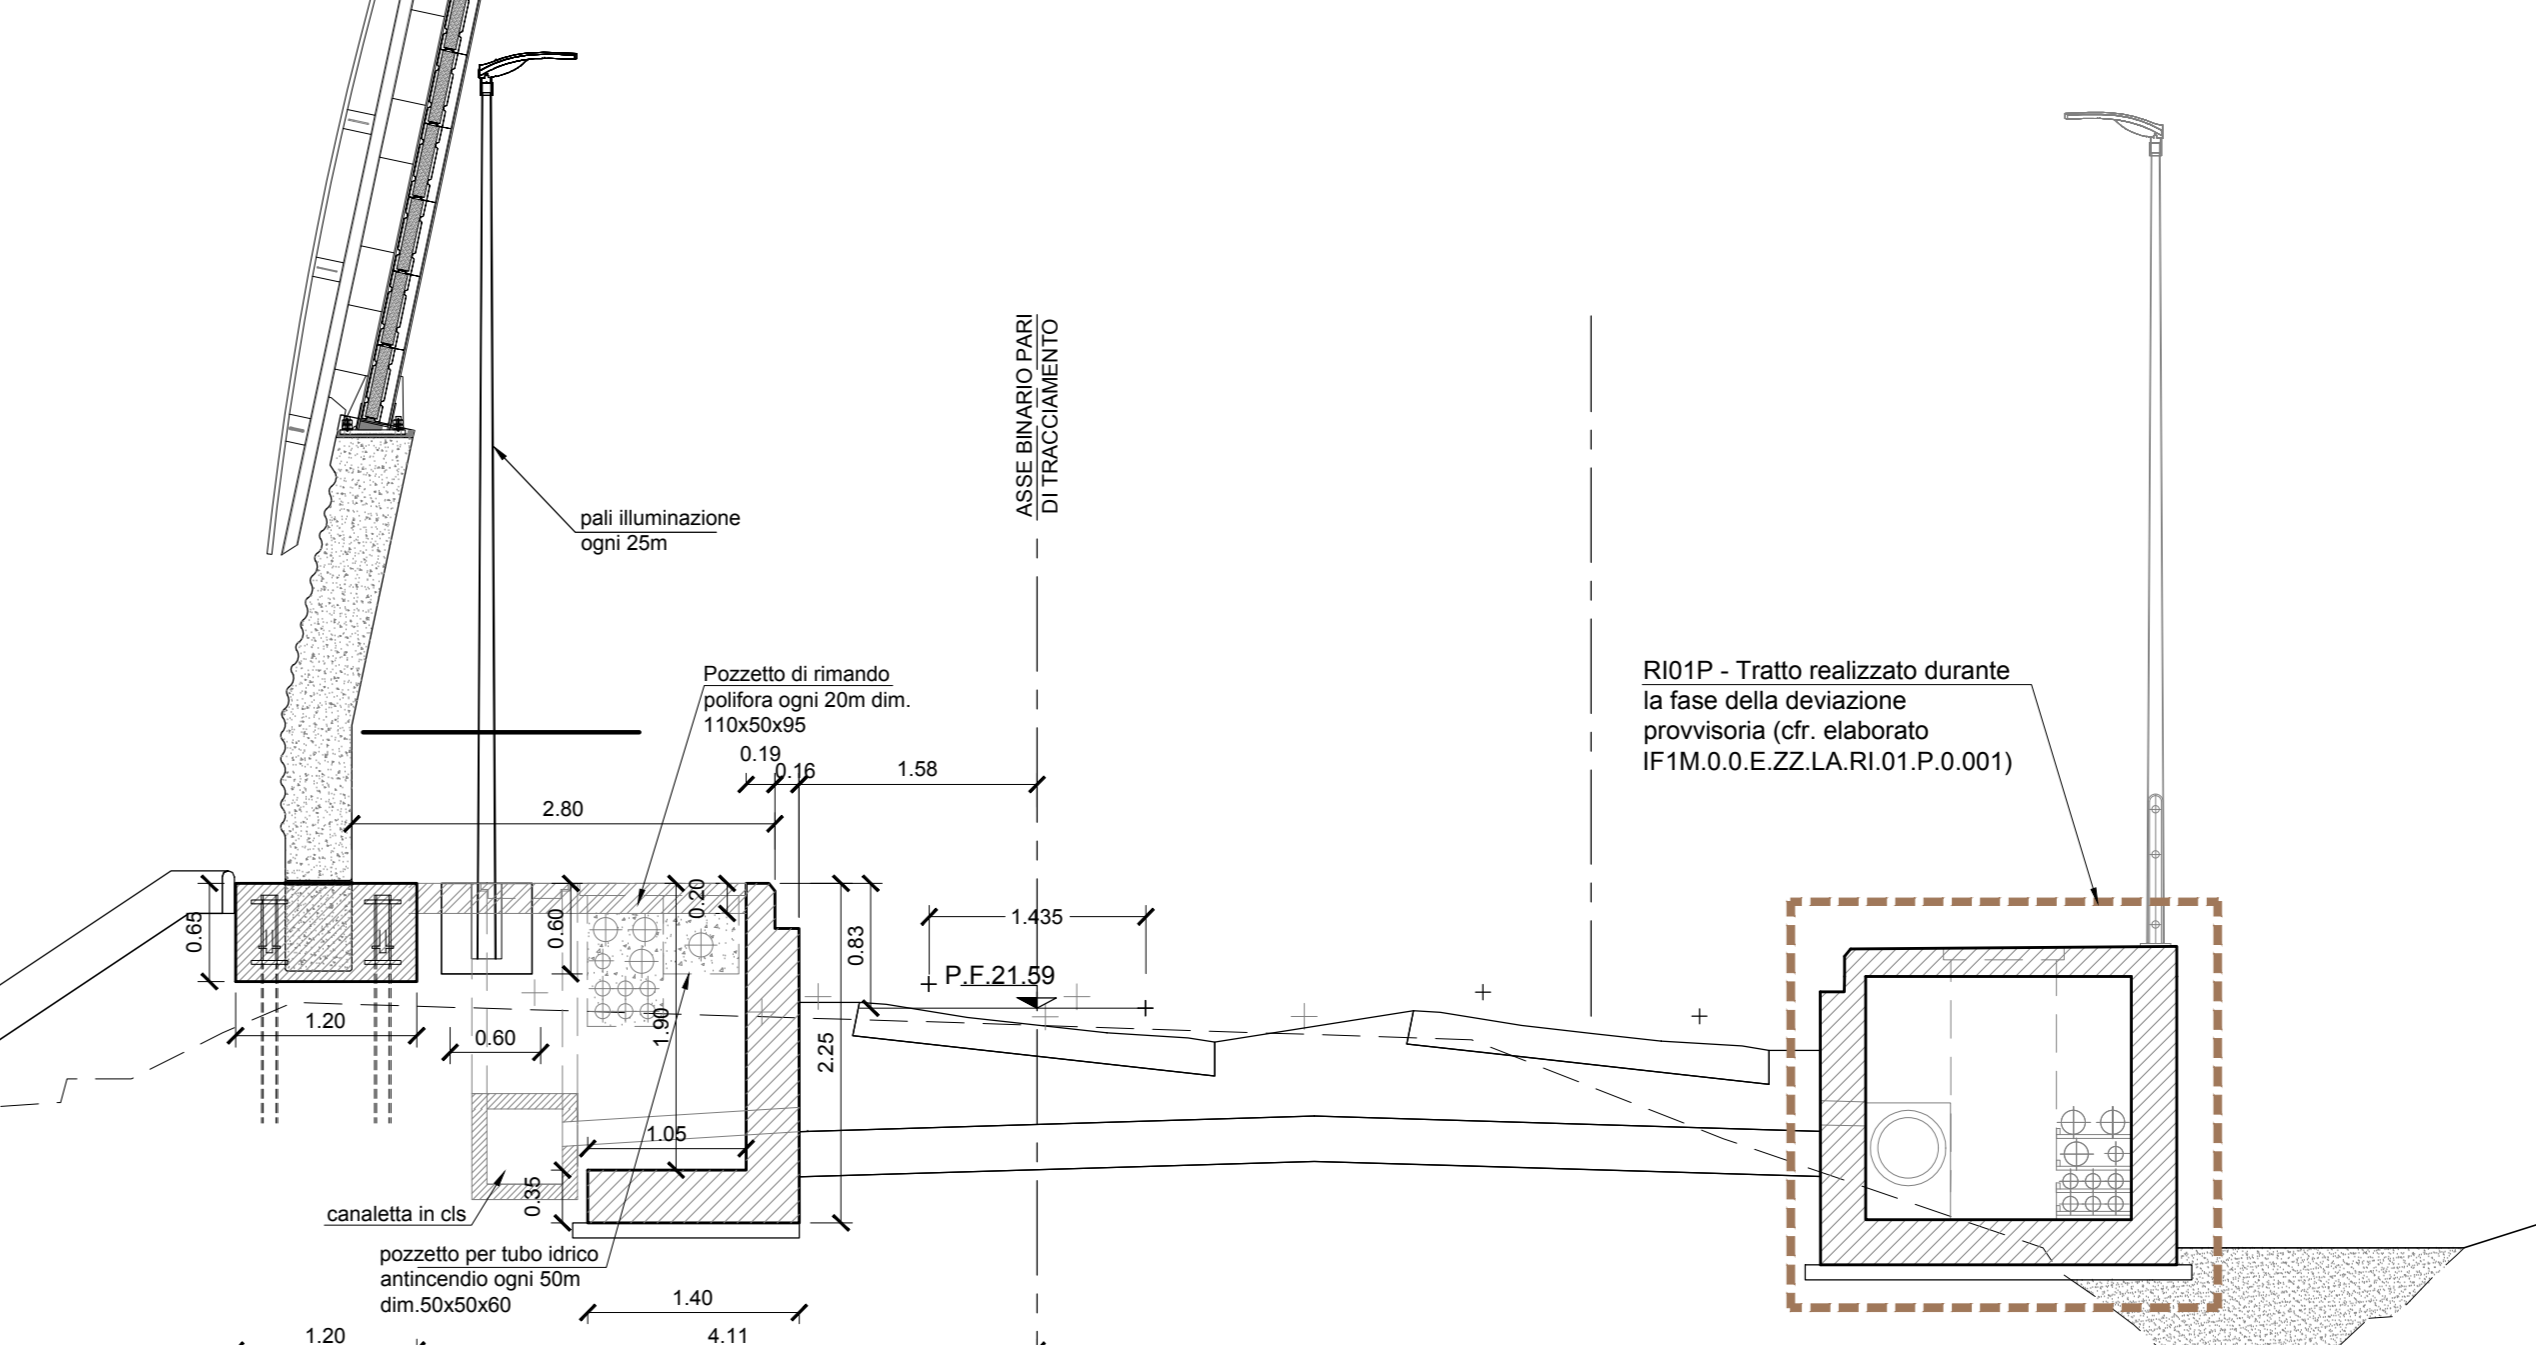 ASSE BINARIO PARI
DI TRACCIAMENTO
pali illuminazione
ogni 25m
Pozzetto di rimando
polifora ogni 20m dim.
110x50x95
RI01P - Tratto realizzato durante
la fase della deviazione
provvisoria (cfr. elaborato
IF1M.0.0.E.ZZ.LA.RI.01.P.0.001)
0.19
0.16
1.58
2.80
0.65
0.60
0.20
0.83
1.435
P.F.21.59
1.20
0.60
1.90
2.25
1.05
0.35
canaletta in cls
pozzetto per tubo idrico
antincendio ogni 50m
dim.50x50x60
1.40
1.20
4.11